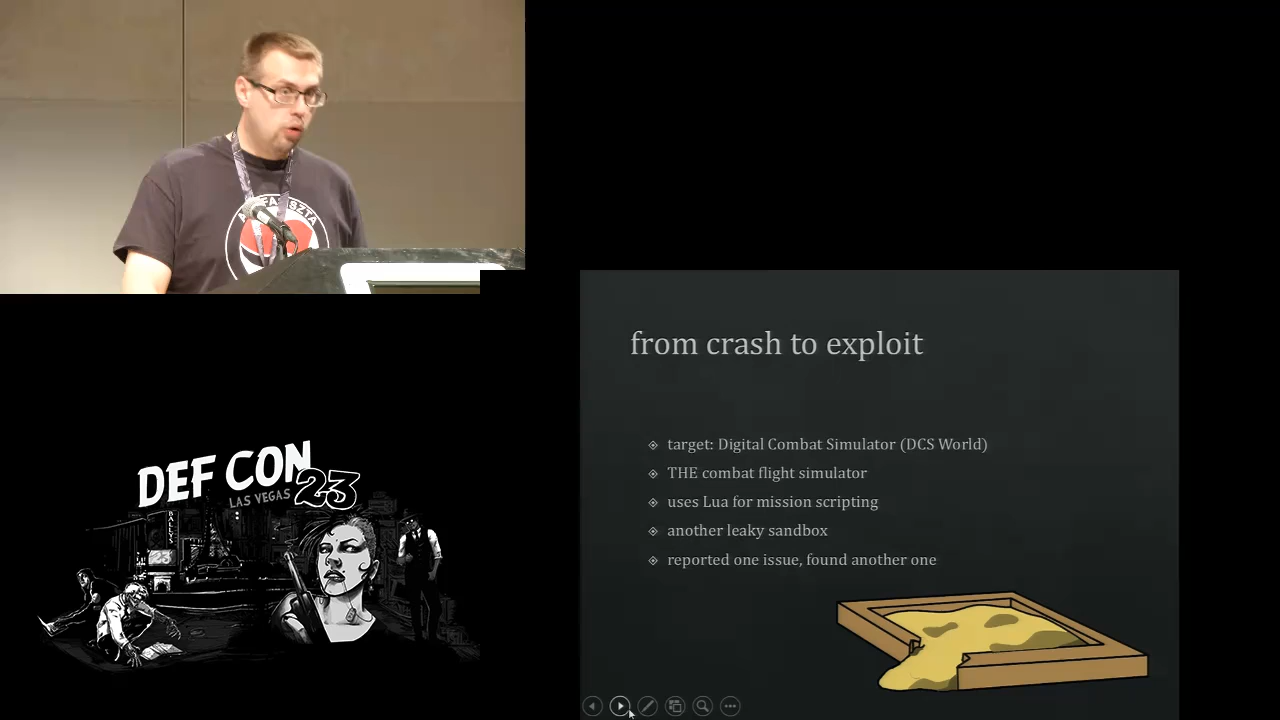 from crash to exploit
target: Digital Combat Simulator (DCS World)
THE combat flight simulator
uses Lua for mission scripting
another leaky sandbox
reported one issue, found another one
DEF CON
LAS VEGAS 23
BALLYS